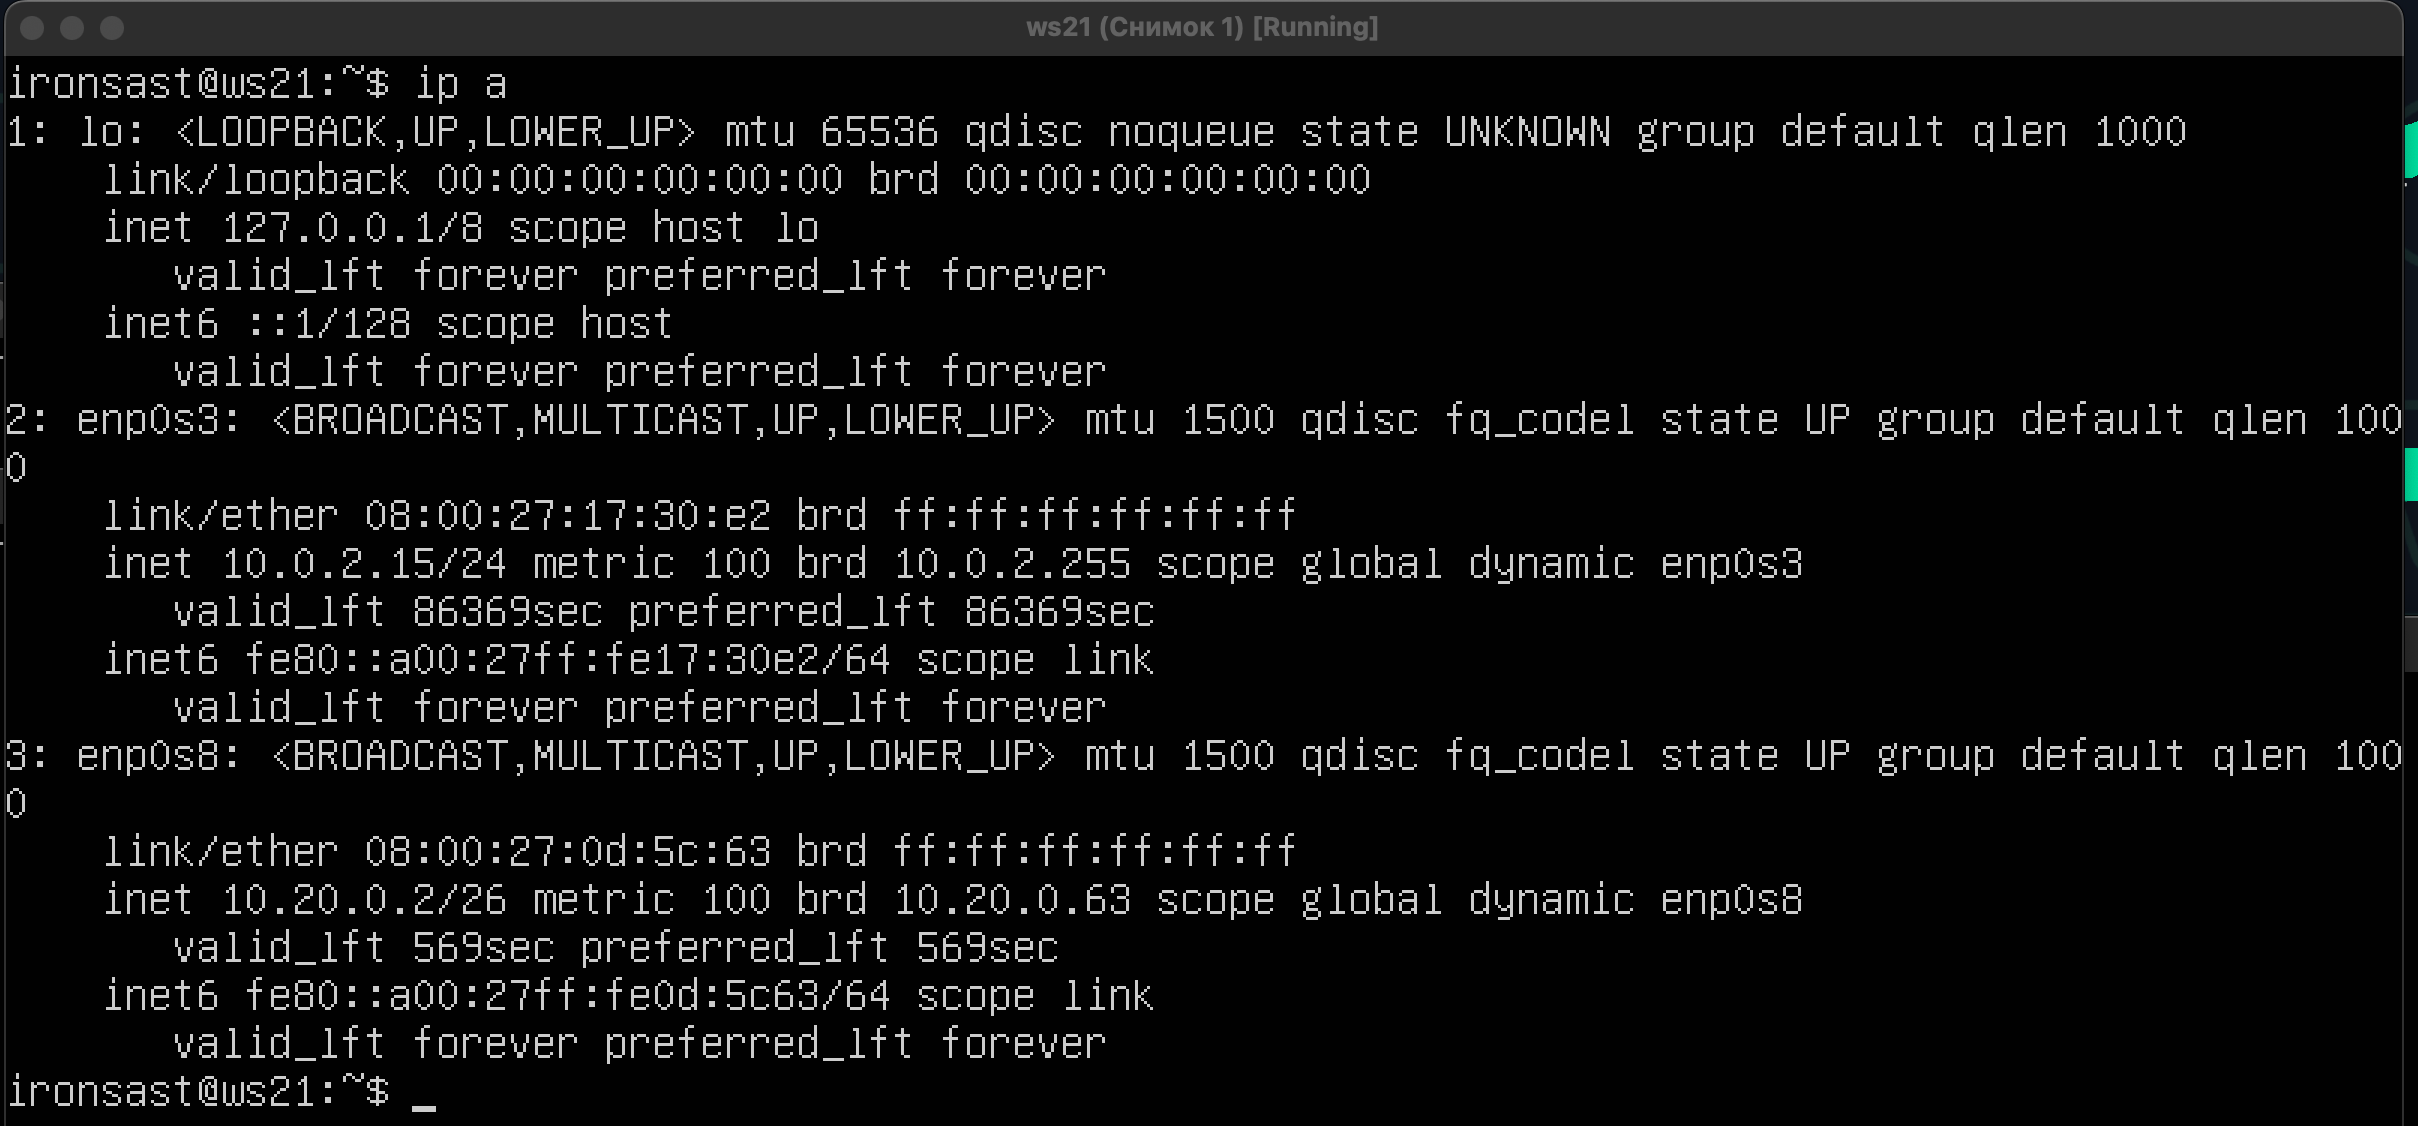 ws21 (Снимок 1) [Running]
ironsast@ws21:~$ ip a
1: lo: <LOOPBACK,UP,LOWER_UP> mtu 65536 qdisc noqueue state UNKNOWN group default qlen 1000
    link/loopback 00:00:00:00:00:00 brd 00:00:00:00:00:00
    inet 127.0.0.1/8 scope host lo
       valid_lft forever preferred_lft forever
    inet6 ::1/128 scope host
       valid_lft forever preferred_lft forever
2: enp0s3: <BROADCAST,MULTICAST,UP,LOWER_UP> mtu 1500 qdisc fq_codel state UP group default qlen 100
0
    link/ether 08:00:27:17:30:e2 brd ff:ff:ff:ff:ff:ff
    inet 10.0.2.15/24 metric 100 brd 10.0.2.255 scope global dynamic enp0s3
       valid_lft 86369sec preferred_lft 86369sec
    inet6 fe80::a00:27ff:fe17:30e2/64 scope link
       valid_lft forever preferred_lft forever
3: enp0s8: <BROADCAST,MULTICAST,UP,LOWER_UP> mtu 1500 qdisc fq_codel state UP group default qlen 100
0
    link/ether 08:00:27:0d:5c:63 brd ff:ff:ff:ff:ff:ff
    inet 10.20.0.2/26 metric 100 brd 10.20.0.63 scope global dynamic enp0s8
       valid_lft 569sec preferred_lft 569sec
    inet6 fe80::a00:27ff:fe0d:5c63/64 scope link
       valid_lft forever preferred_lft forever
ironsast@ws21:~$ _